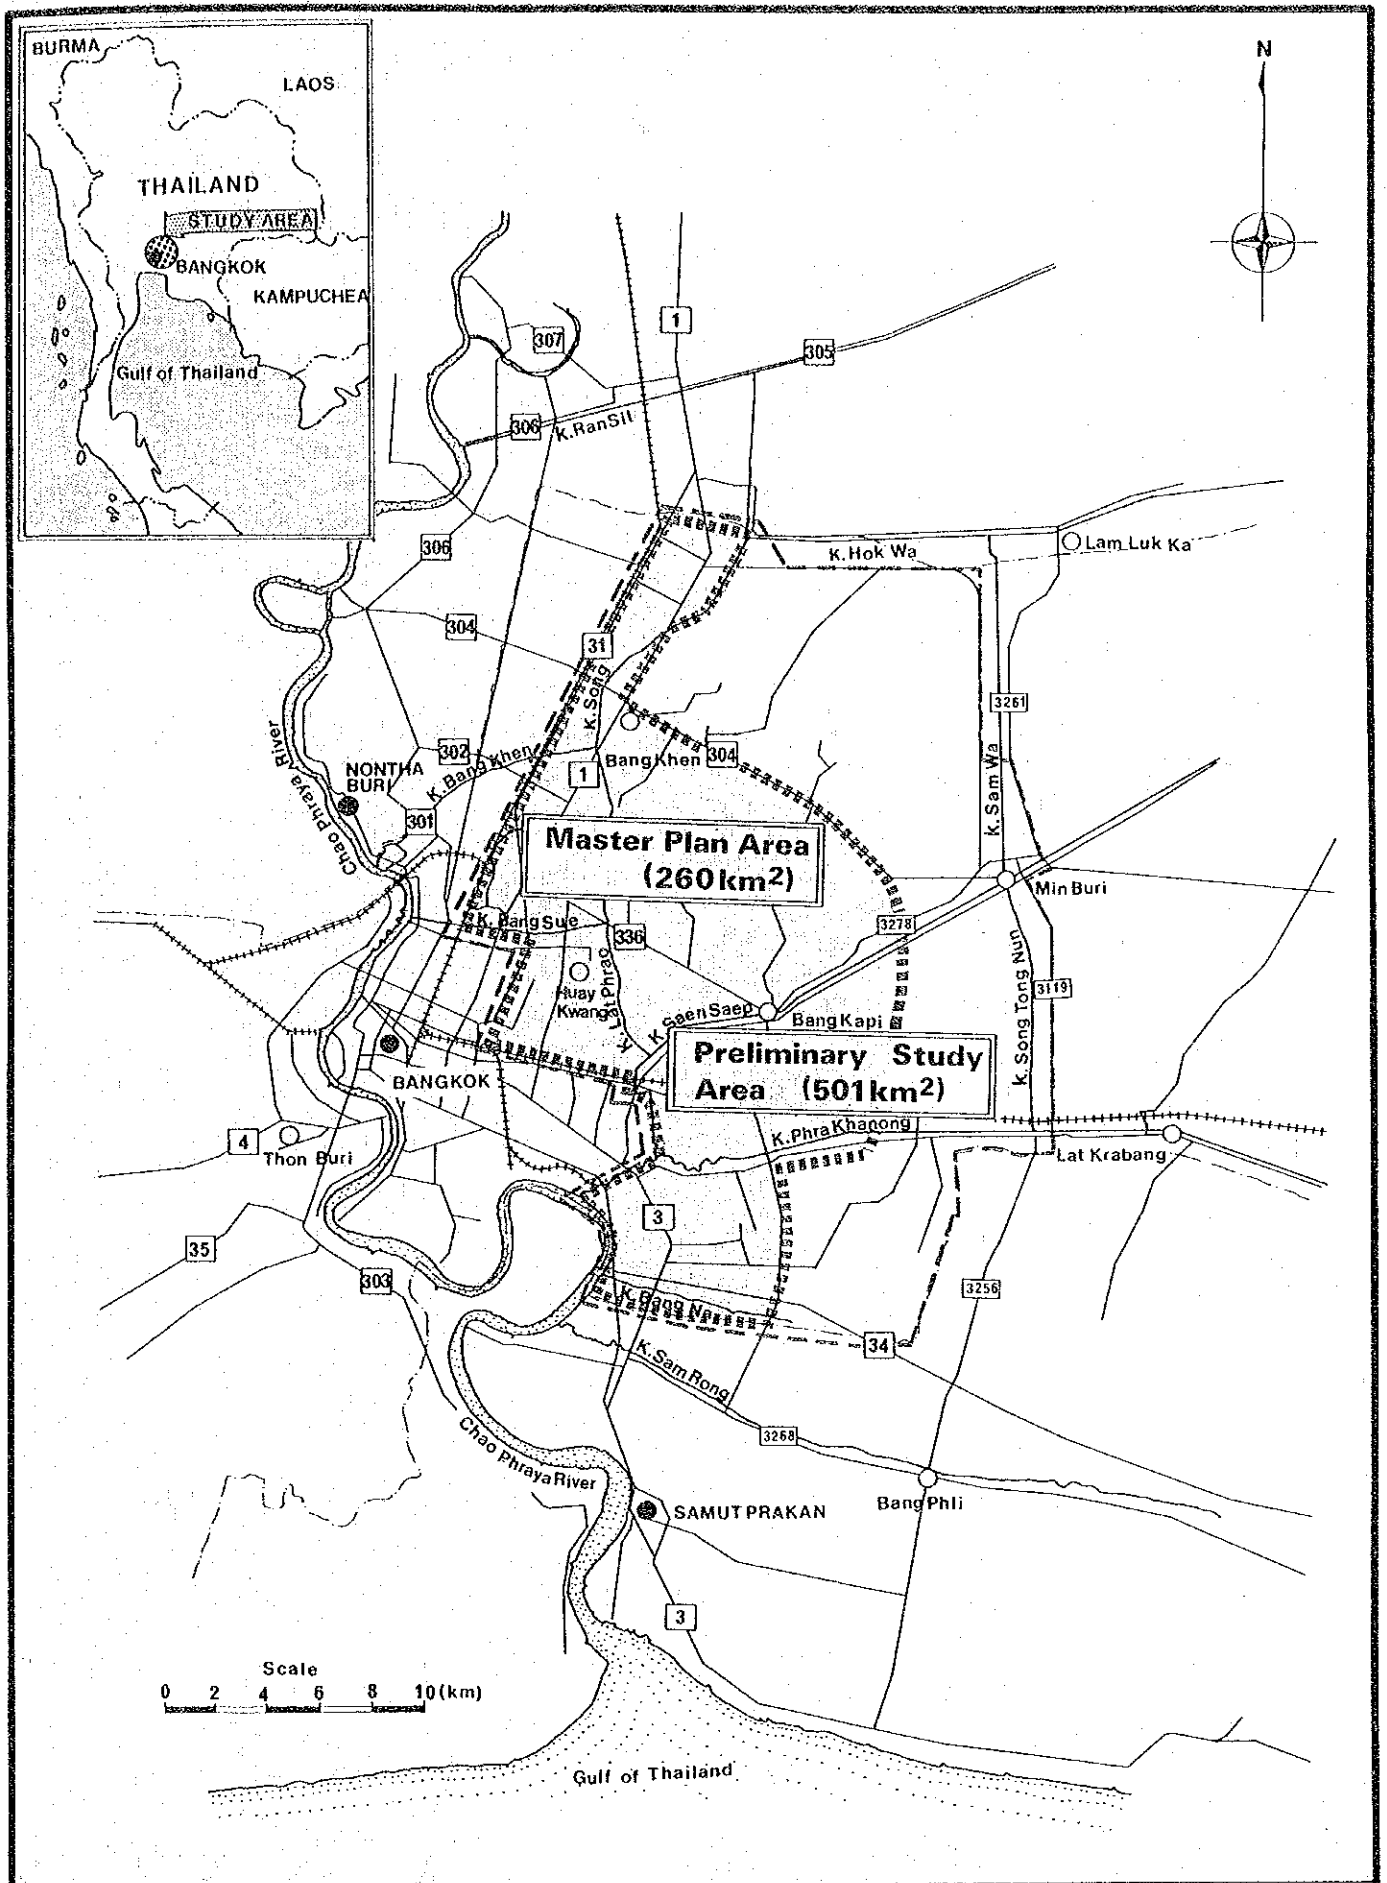 BURMA
LAOS
THAILAND
STUDY AREA
BANGKOK
KAMPUCHEA
Gulf of Thailand
N
1
307
305
306
K.Ran Sit
306
K.Hok Wa
Lam Luk Ka
304
31
K. Song
3261
Chao Phraya River
302
K.Bang Khen
Bang Khen
304
NONTHA
BURI
1
K. Sam Wa
301
Master Plan Area
(260km²)
Min Buri
K. Bang Sue
336
3278
Huay
Kwang
K. Lat Phrao
K. Saen Saep
Bang Kapi
K. Song Tong Nun
3119
BANGKOK
Preliminary Study
Area (501km²)
4
Thon Buri
K. Phra Khanong
Lat Krabang
3
35
303
K. Bang Na
3256
34
K. Sam Rong
3268
Chao Phraya River
Bang Phli
SAMUT PRAKAN
3
Scale
0 2 4 6 8 10 (km)
Gulf of Thailand